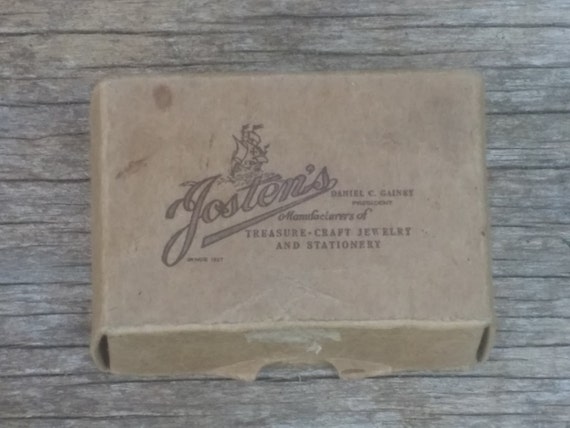 Josten's
DANIEL C. GAINEY
PRESIDENT
Manufacturers of
TREASURE-CRAFT JEWELRY
AND STATIONERY